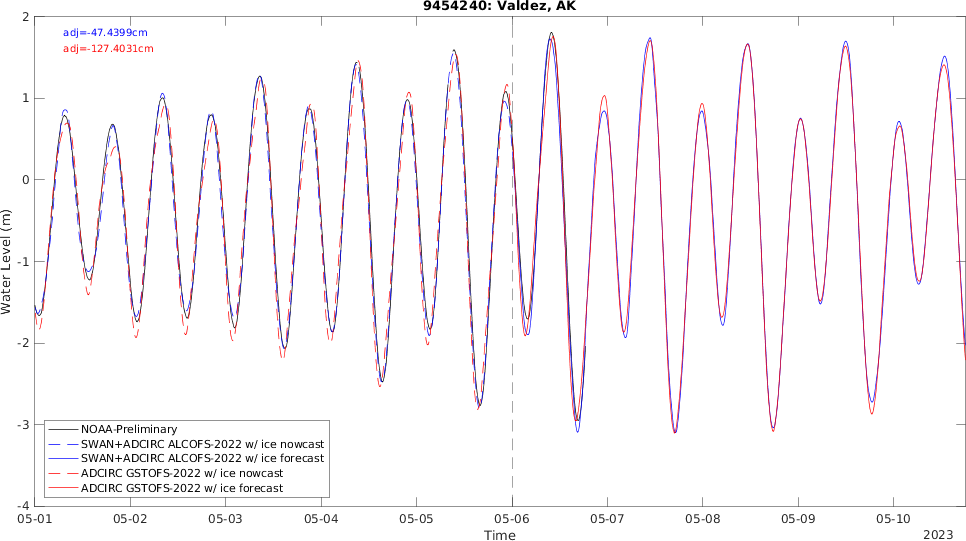 9454240: Valdez, AK
adj=-47.4399cm
adj=-127.4031cm
2
1
0
-1
-2
-3
-4
Water Level (m)
NOAA-Preliminary
SWAN+ADCIRC ALCOFS-2022 w/ ice nowcast
SWAN+ADCIRC ALCOFS-2022 w/ ice forecast
ADCIRC GSTOFS-2022 w/ ice nowcast
ADCIRC GSTOFS-2022 w/ ice forecast
05-01 05-02 05-03 05-04 05-05 05-06 05-07 05-08 05-09 05-10
Time
2023